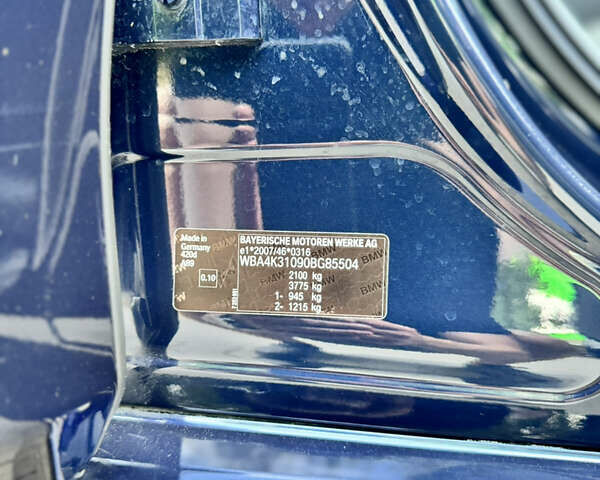 Made in
Germany
420d
A89
0.10
BAYERISCHE MOTOREN WERKE AG
e1*2007/46*0316
WBA4K31090BG85504
2100 kg
3775 kg
1- 945 kg
2- 1215 kg